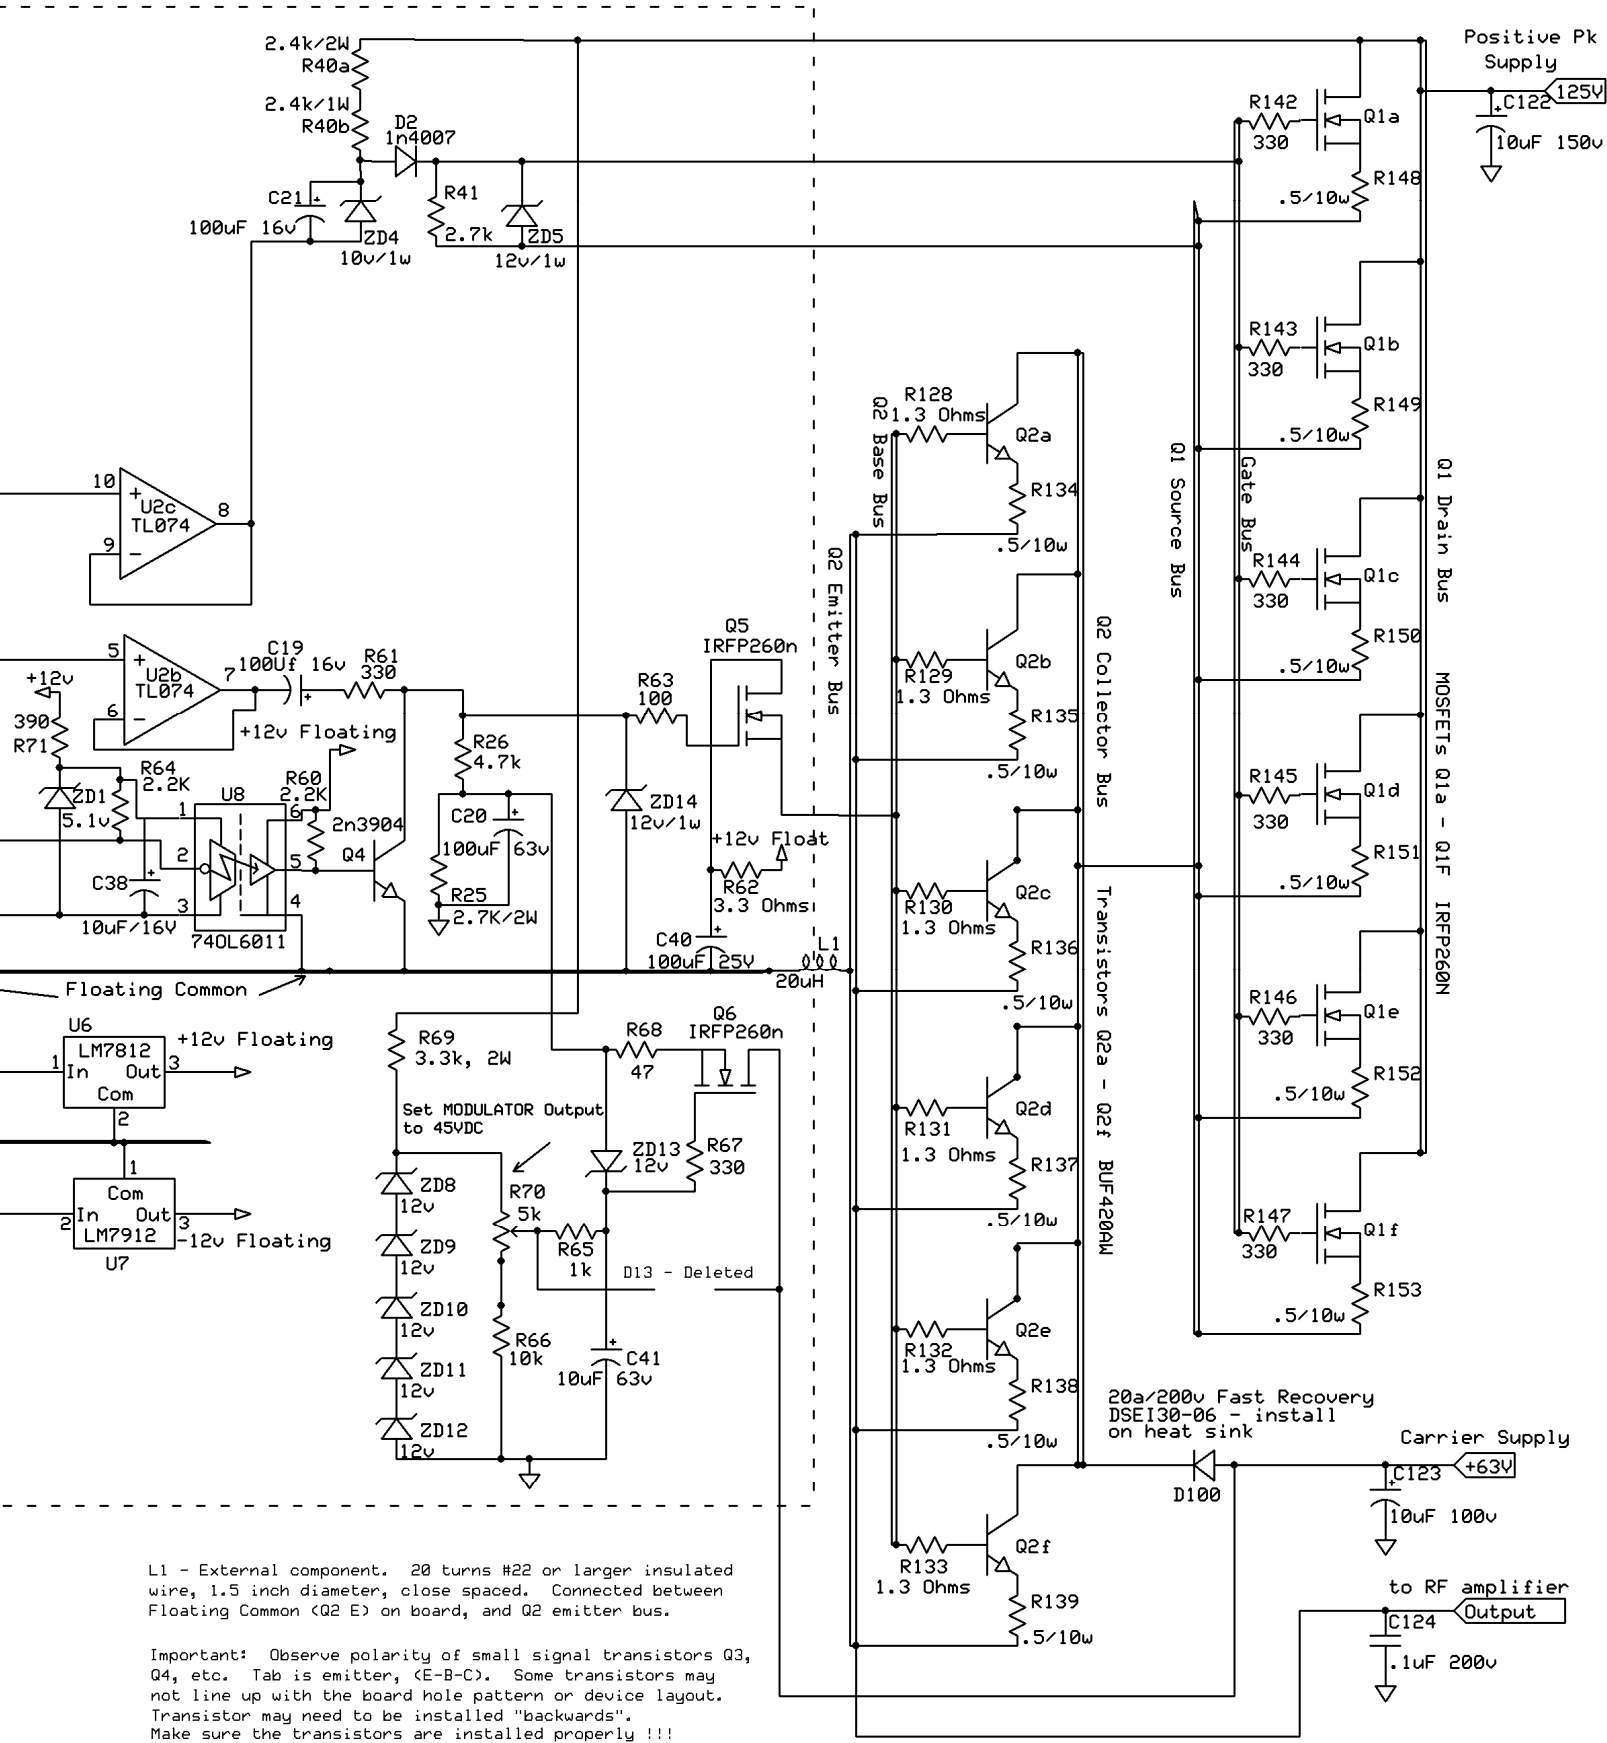 Positive Pk
Supply
125V
C122
+
10uF 150v
2.4k/2W
R40a
2.4k/1W
R40b
D2
1n4007
C21
+
100uF 16v
ZD4
10v/1w
R41
2.7k
ZD5
12v/1w
R142
330
Q1a
R148
.5/10w
R143
330
Q1b
R149
.5/10w
R144
330
Q1c
R150
.5/10w
R145
330
Q1d
R151
.5/10w
R146
330
Q1e
R152
.5/10w
R147
330
Q1f
R153
.5/10w
Q1 Source Bus
Gate Bus
Q1 Drain Bus
MOSFETs Q1a - Q1F IRFP260N
Q2 Base Bus
Q2 Emitter Bus
Q2 Collector Bus
Transistors Q2a - Q2f BUF420AW
R128
1.3 Ohms
Q2a
R134
.5/10w
R129
1.3 Ohms
Q2b
R135
.5/10w
R130
1.3 Ohms
Q2c
R136
.5/10w
R131
1.3 Ohms
Q2d
R137
.5/10w
R132
1.3 Ohms
Q2e
R138
.5/10w
R133
1.3 Ohms
Q2f
R139
.5/10w
10
+
U2c
TL074
8
9
-
5
+
U2b
TL074
7
6
-
C19
100Uf 16v
+
R61
330
+12v
390
R71
+12v Floating
R64
2.2K
ZD1
5.1v
U8
R60
2.2K
1
2
3
6
5
4
74OL6011
C38
+
10uF/16V
2n3904
Q4
R26
4.7k
C20
+
100uF 63v
R25
2.7K/2W
Q5
IRFP260n
R63
100
ZD14
12v/1w
+12v Float
R62
3.3 Ohms
C40
+
100uF 25V
L1
20uH
Floating Common
U6
LM7812
1
In
Out
3
Com
2
+12v Floating
1
Com
2
In
Out
3
LM7912
U7
-12v Floating
R69
3.3k, 2W
Set MODULATOR Output
to 45VDC
Q6
IRFP260n
R68
47
ZD13
12v
R67
330
R70
5k
R65
1k
D13 - Deleted
R66
10k
C41
+
10uF 63v
ZD8
12v
ZD9
12v
ZD10
12v
ZD11
12v
ZD12
12v
20a/200v Fast Recovery
DSEI30-06 - install
on heat sink
D100
Carrier Supply
+63V
C123
+
10uF 100v
to RF amplifier
Output
C124
.1uF 200v
L1 - External component. 20 turns #22 or larger insulated
wire, 1.5 inch diameter, close spaced. Connected between
Floating Common (Q2 E) on board, and Q2 emitter bus.
Important: Observe polarity of small signal transistors Q3,
Q4, etc. Tab is emitter, (E-B-C). Some transistors may
not line up with the board hole pattern or device layout.
Transistor may need to be installed "backwards".
Make sure the transistors are installed properly !!!